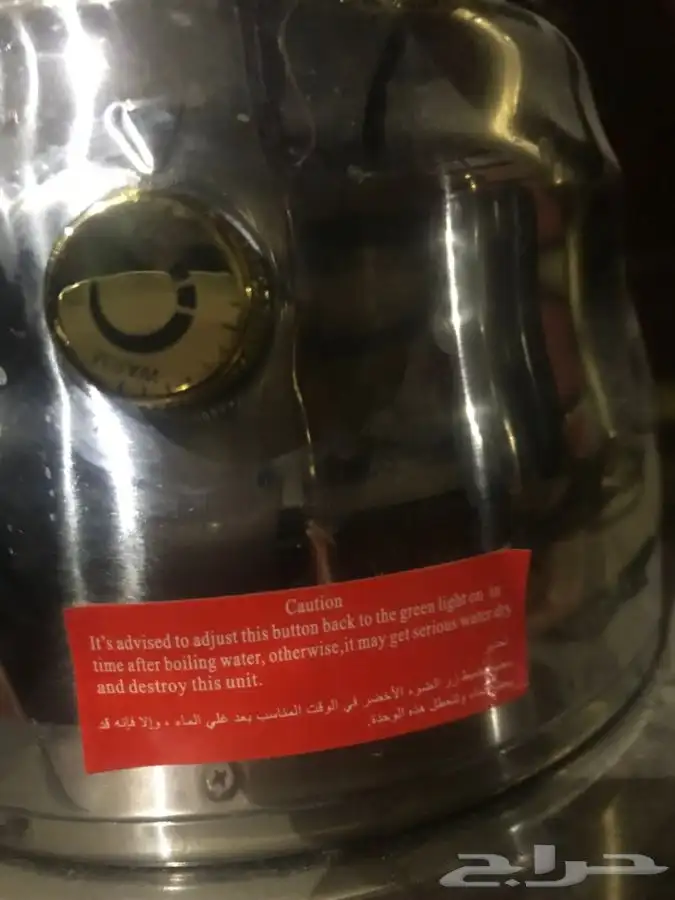 WARM
Caution
It's advised to adjust this button back to the green light on in
time after boiling water, otherwise,it may get serious water dry
and destroy this unit.
زر الضوء الأخضر في الوقت المناسب بعد غلي الماء ، وإلا فإنه قد
وتتعطل هذه الوحدة.
حراج